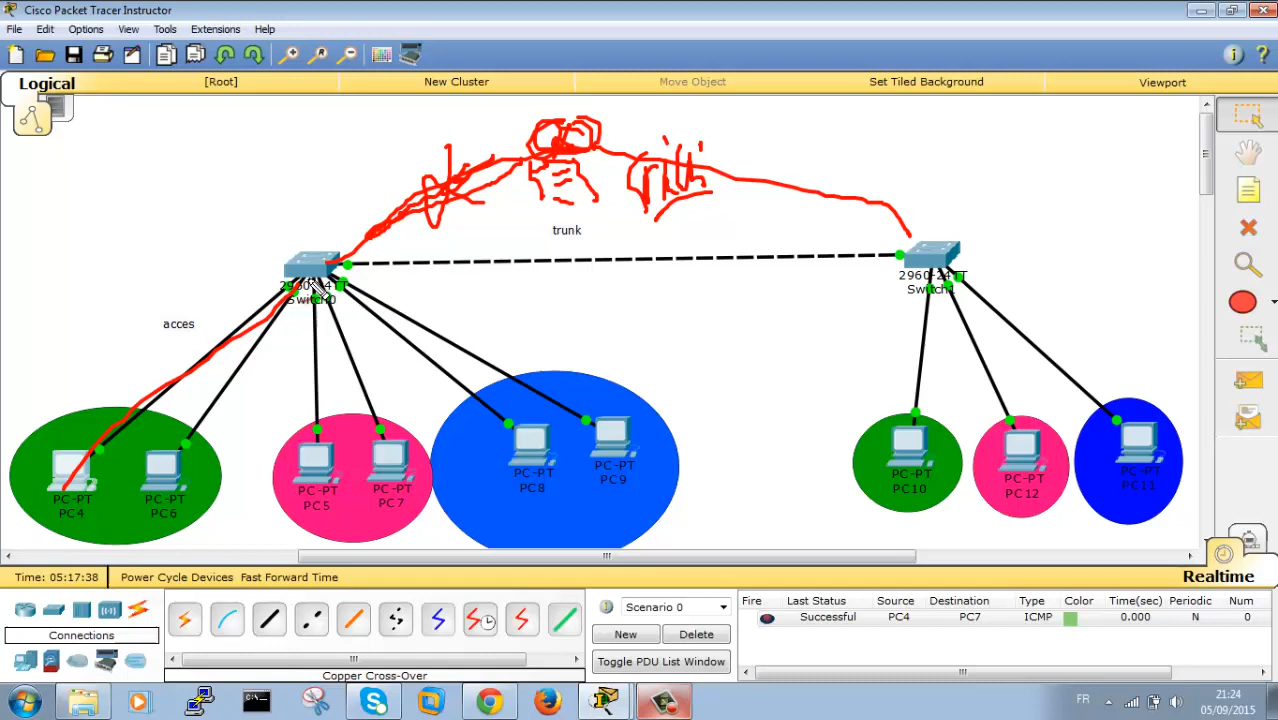 Cisco Packet Tracer Instructor
File Edit Options View Tools Extensions Help
Logical [Root] New Cluster Move Object Set Tiled Background Viewport
trunk
2960-24TT
Switch0
2960-24TT
Switch1
acces
PC-PT
PC4
PC-PT
PC6
PC-PT
PC5
PC-PT
PC7
PC-PT
PC8
PC-PT
PC9
PC-PT
PC10
PC-PT
PC12
PC-PT
PC11
Time: 05:17:38 Power Cycle Devices Fast Forward Time
Realtime
Connections
Copper Cross-Over
Scenario 0
New Delete
Toggle PDU List Window
Fire Last Status Source Destination Type Color Time(sec) Periodic Num
Successful PC4 PC7 ICMP 0.000 N 0
FR 21:24
05/09/2015